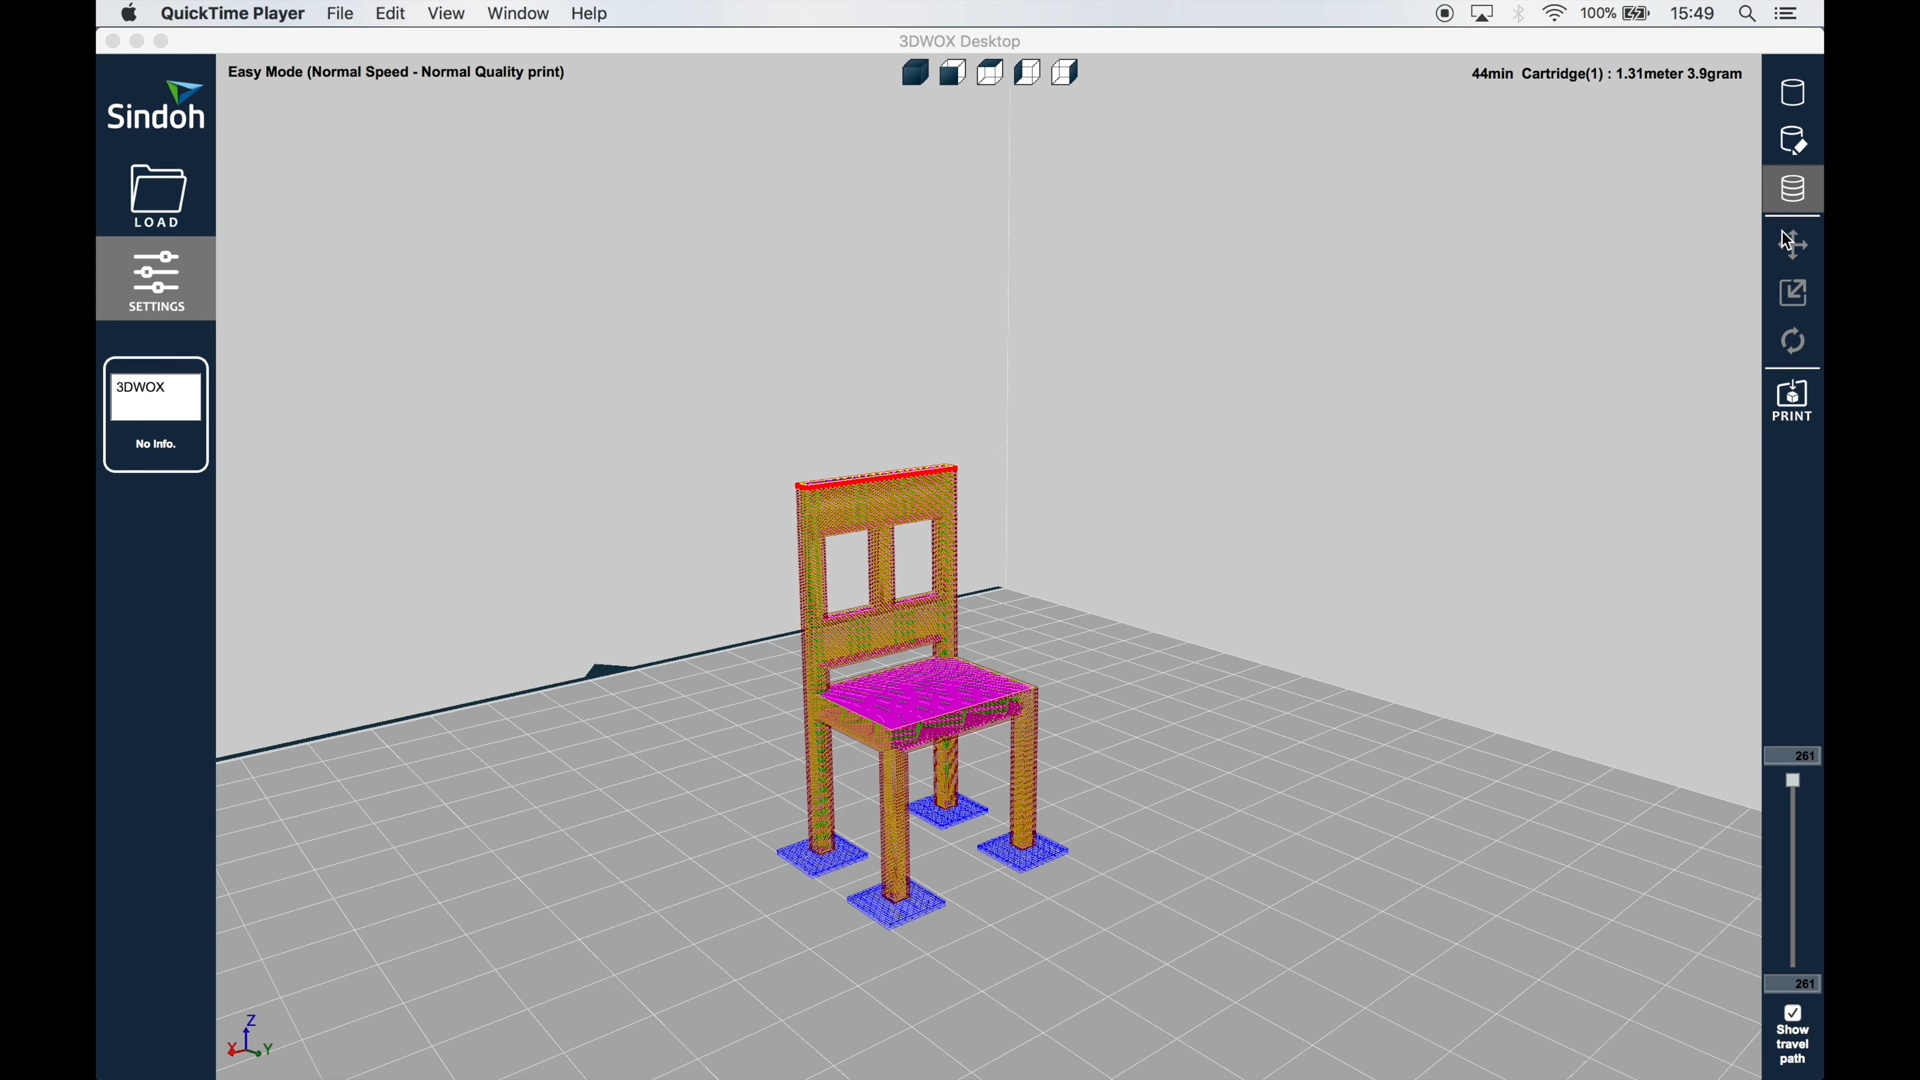 QuickTime Player File Edit View Window Help 100% 15:49
3DWOX Desktop
Easy Mode (Normal Speed - Normal Quality print)
44min Cartridge(1) : 1.31meter 3.9gram
Sindoh
LOAD
SETTINGS
3DWOX
No Info.
PRINT
261
261
Show
travel
path
Z
X
Y